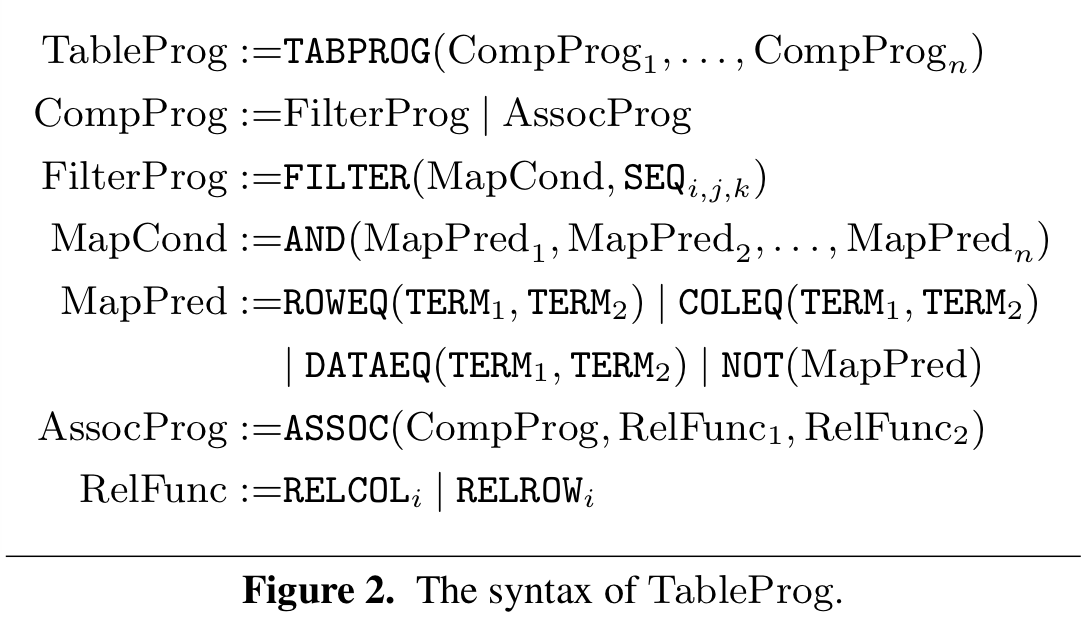 TableProg :=TABPROG(CompProg₁, . . . , CompProgₙ)
CompProg :=FilterProg | AssocProg
FilterProg :=FILTER(MapCond, SEQᵢ,ⱼ,ₖ)
MapCond :=AND(MapPred₁, MapPred₂, . . . , MapPredₙ)
MapPred :=ROWEQ(TERM₁, TERM₂) | COLEQ(TERM₁, TERM₂)
| DATAEQ(TERM₁, TERM₂) | NOT(MapPred)
AssocProg :=ASSOC(CompProg, RelFunc₁, RelFunc₂)
RelFunc :=RELCOLᵢ | RELROWᵢ
Figure 2. The syntax of TableProg.